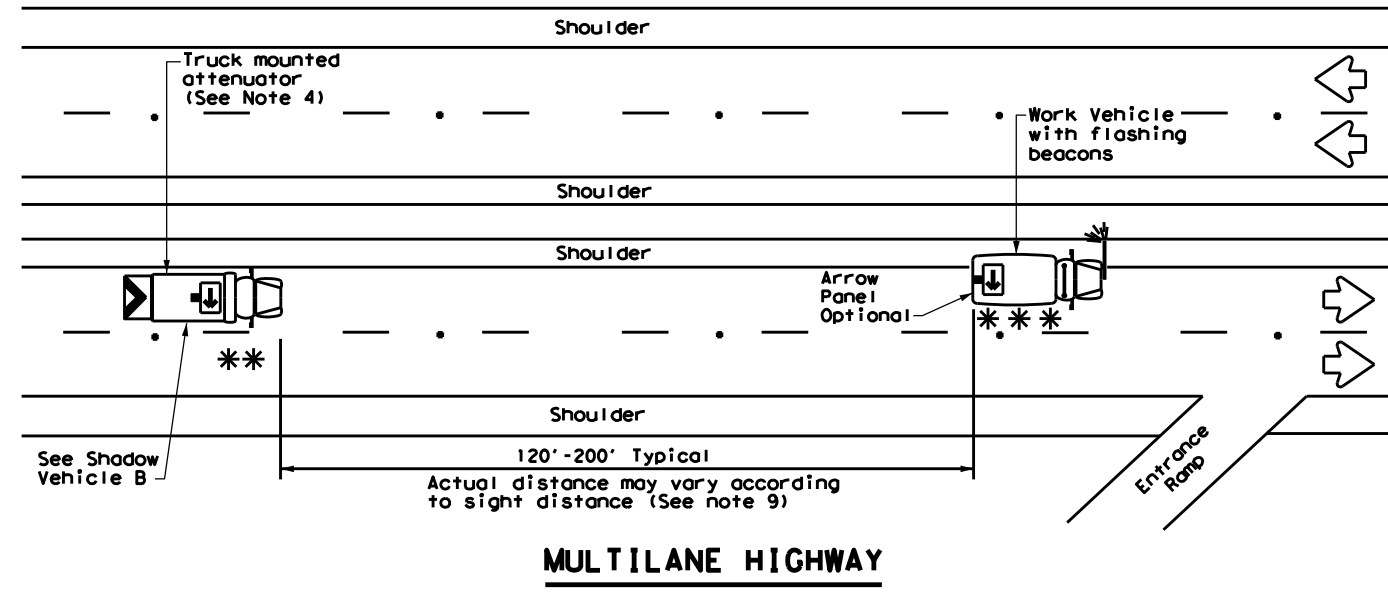 Shoulder
Truck mounted
attenuator
(See Note 4)
Work Vehicle
with flashing
beacons
Shoulder
Shoulder
Arrow
Panel
Optional
**
***
Shoulder
See Shadow
Vehicle B
120'-200' Typical
Actual distance may vary according
to sight distance (See note 9)
Entrance
Ramp
MULTILANE HIGHWAY